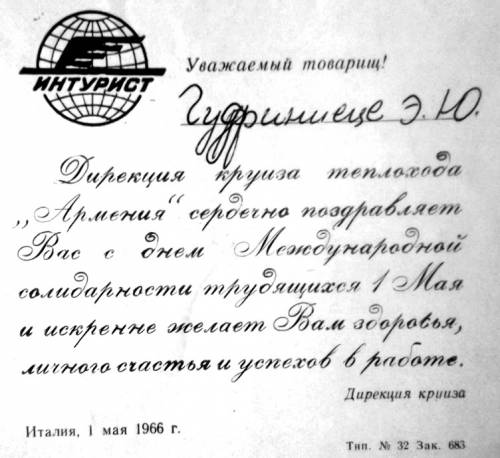 ИНТУРИСТ
Уважаемый товарищ!
Гудриниеце Э.Ю.
Дирекция круиза теплохода
„Армения“ сердечно поздравляет
Вас с днем Международной
солидарности трудящихся 1 Мая
и искренне желает Вам здоровья,
личного счастья и успехов в работе.
Дирекция круиза
Италия, 1 мая 1966 г.
Тип. № 32 Зак. 683